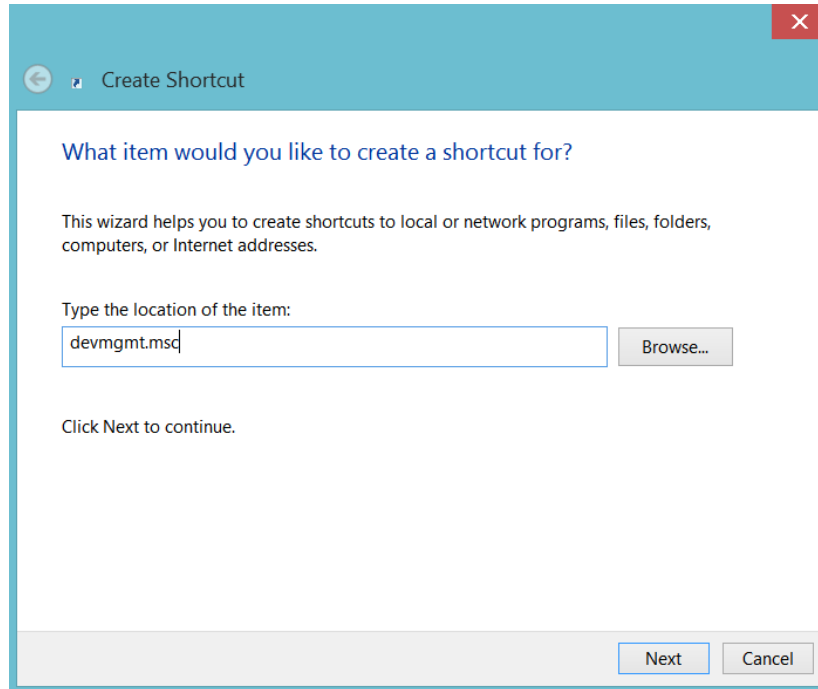 Create Shortcut
What item would you like to create a shortcut for?
This wizard helps you to create shortcuts to local or network programs, files, folders,
computers, or Internet addresses.
Type the location of the item:
devmgmt.msc
Browse...
Click Next to continue.
Next
Cancel